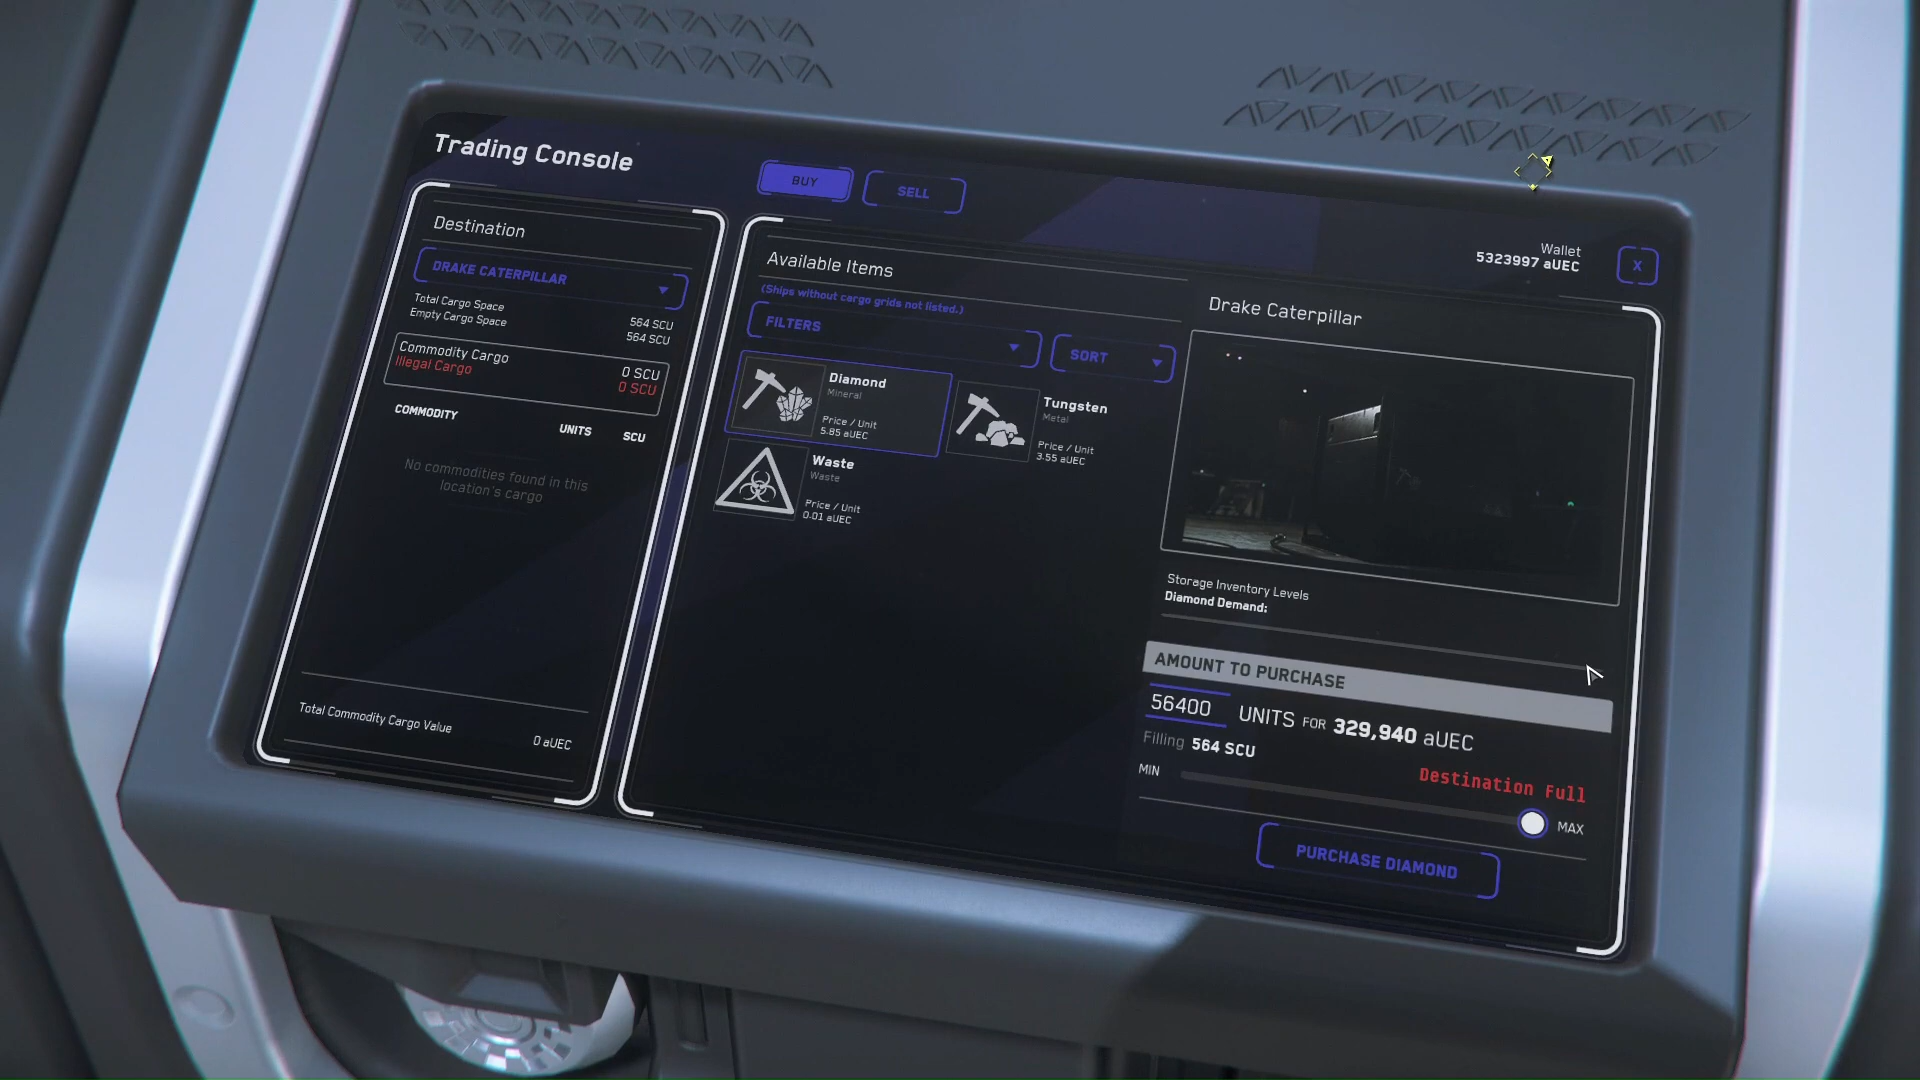 Trading Console
BUY
SELL
Wallet
5323997 aUEC
X
Destination
DRAKE CATERPILLAR
Total Cargo Space 564 SCU
Empty Cargo Space 564 SCU
Commodity Cargo 0 SCU
Illegal Cargo 0 SCU
COMMODITY UNITS SCU
No commodities found in this
location's cargo
Total Commodity Cargo Value 0 aUEC
Available Items
(Ships without cargo grids not listed.)
FILTERS
SORT
Diamond
Mineral
Price / Unit
5.85 aUEC
Tungsten
Metal
Price / Unit
3.55 aUEC
Waste
Waste
Price / Unit
0.01 aUEC
Drake Caterpillar
Storage Inventory Levels
Diamond Demand:
AMOUNT TO PURCHASE
56400 UNITS FOR 329,940 aUEC
Filling 564 SCU
Destination Full
MIN
MAX
PURCHASE DIAMOND